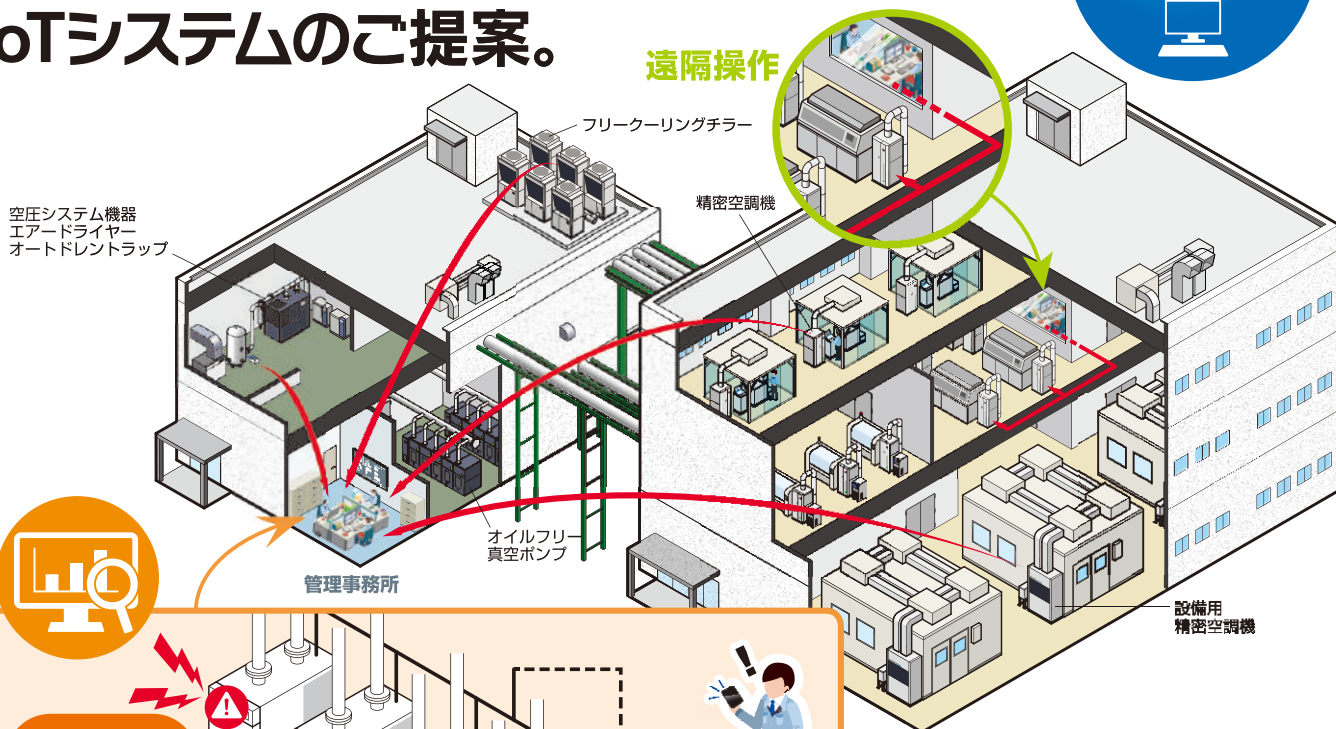 oTシステムのご提案。
遠隔操作
フリークーリングチラー
精密空調機
空圧システム機器
エアードライヤー
オートドレントラップ
オイルフリー
真空ポンプ
管理事務所
設備用
精密空調機